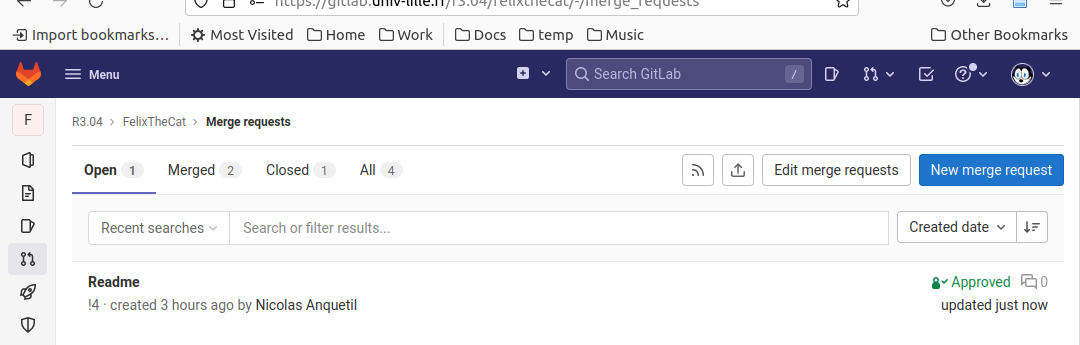 https://gitlab.univ-lille.fr/r3.04/felixthecat/-/merge_requests
Import bookmarks… Most Visited Home Work Docs temp Music Other Bookmarks
Menu Search GitLab /
F
R3.04 > FelixTheCat > Merge requests
Open 1 Merged 2 Closed 1 All 4 Edit merge requests New merge request
Recent searches Search or filter results... Created date
Readme Approved 0
!4 · created 3 hours ago by Nicolas Anquetil updated just now